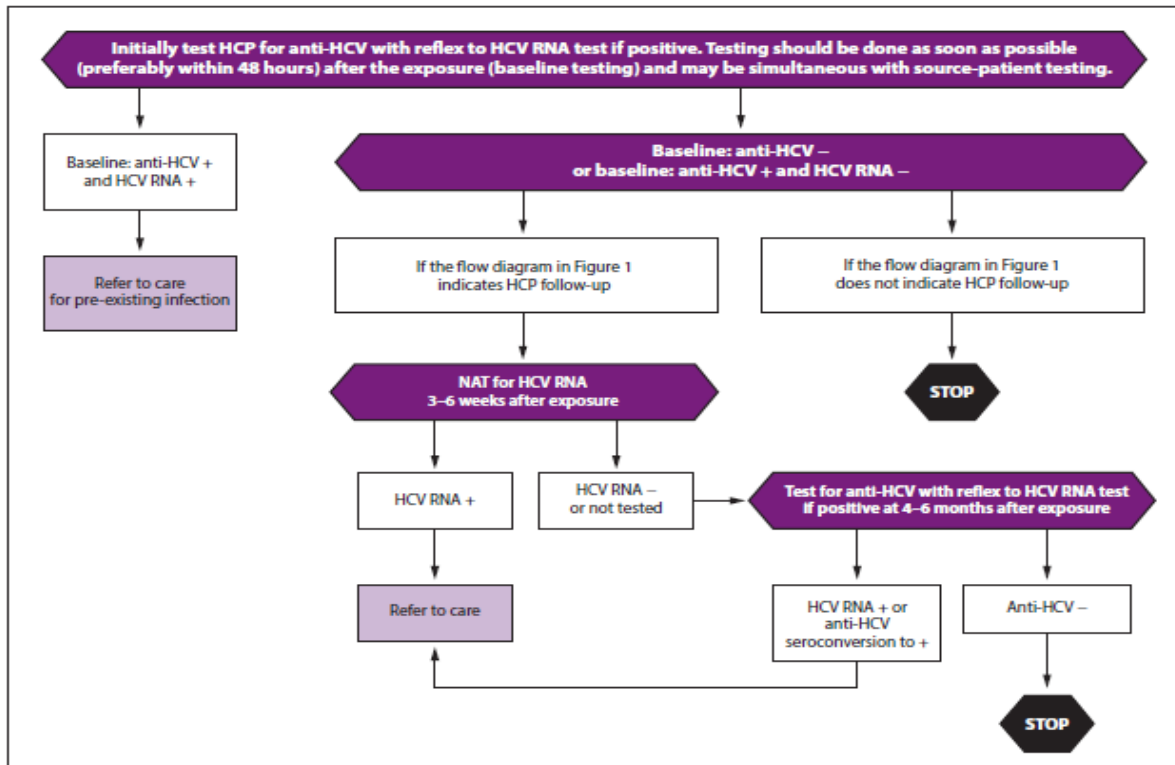 Initially test HCP for anti-HCV with reflex to HCV RNA test if positive. Testing should be done as soon as possible
(preferably within 48 hours) after the exposure (baseline testing) and may be simultaneous with source-patient testing.
Baseline: anti-HCV +
and HCV RNA +
Refer to care
for pre-existing infection
Baseline: anti-HCV –
or baseline: anti-HCV + and HCV RNA –
If the flow diagram in Figure 1
indicates HCP follow-up
If the flow diagram in Figure 1
does not indicate HCP follow-up
STOP
NAT for HCV RNA
3–6 weeks after exposure
HCV RNA +
HCV RNA –
or not tested
Test for anti-HCV with reflex to HCV RNA test
if positive at 4–6 months after exposure
Refer to care
HCV RNA + or
anti-HCV
seroconversion to +
Anti-HCV –
STOP